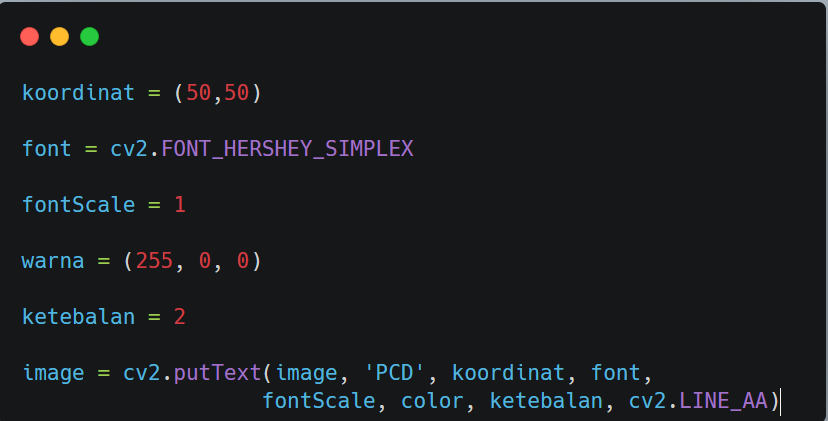 koordinat = (50,50)
font = cv2.FONT_HERSHEY_SIMPLEX
fontScale = 1
warna = (255, 0, 0)
ketebalan = 2
image = cv2.putText(image, 'PCD', koordinat, font,
fontScale, color, ketebalan, cv2.LINE_AA)